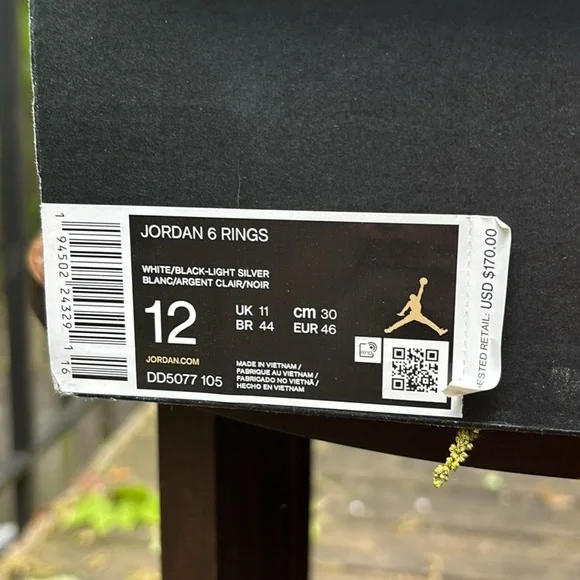 1 94502 24329 1 16
JORDAN 6 RINGS
WHITE/BLACK-LIGHT SILVER
BLANC/ARGENT CLAIR/NOIR
12
UK 11
BR 44
cm 30
EUR 46
JORDAN.COM
DD5077 105
MADE IN VIETNAM /
FABRIQUE AU VIETNAM /
FABRICADO NO VIETNÃ /
HECHO EN VIETNAM
ESTED RETAIL: USD $170.00